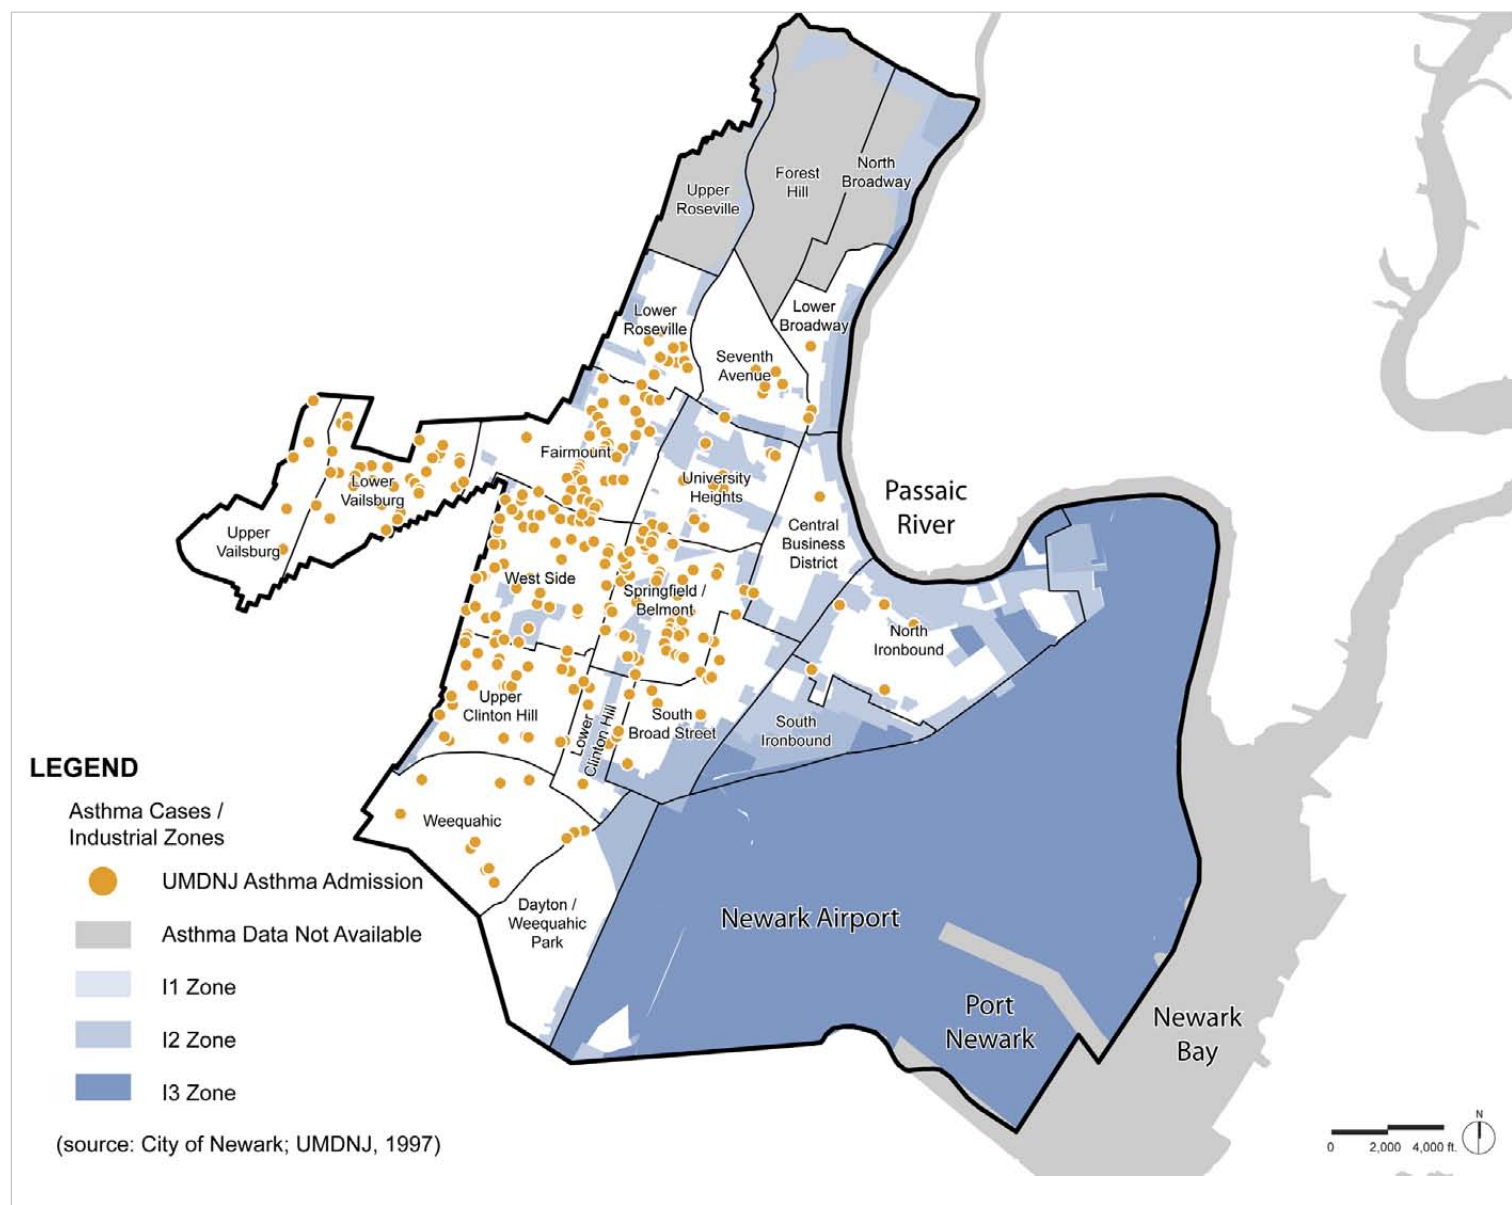 Forest
Hill
North
Broadway
Upper
Roseville
Lower
Roseville
Lower
Broadway
Seventh
Avenue
Fairmount
University
Heights
Lower
Vailsburg
Upper
Vailsburg
Passaic
River
Central
Business
District
West Side
Springfield /
Belmont
North
Ironbound
Upper
Clinton Hill
Lower
Clinton Hill
South
Broad Street
South
Ironbound
Weequahic
Dayton /
Weequahic
Park
Newark Airport
Port
Newark
Newark
Bay
LEGEND
Asthma Cases /
Industrial Zones
UMDNJ Asthma Admission
Asthma Data Not Available
I1 Zone
I2 Zone
I3 Zone
(source: City of Newark; UMDNJ, 1997)
N
0 2,000 4,000 ft.